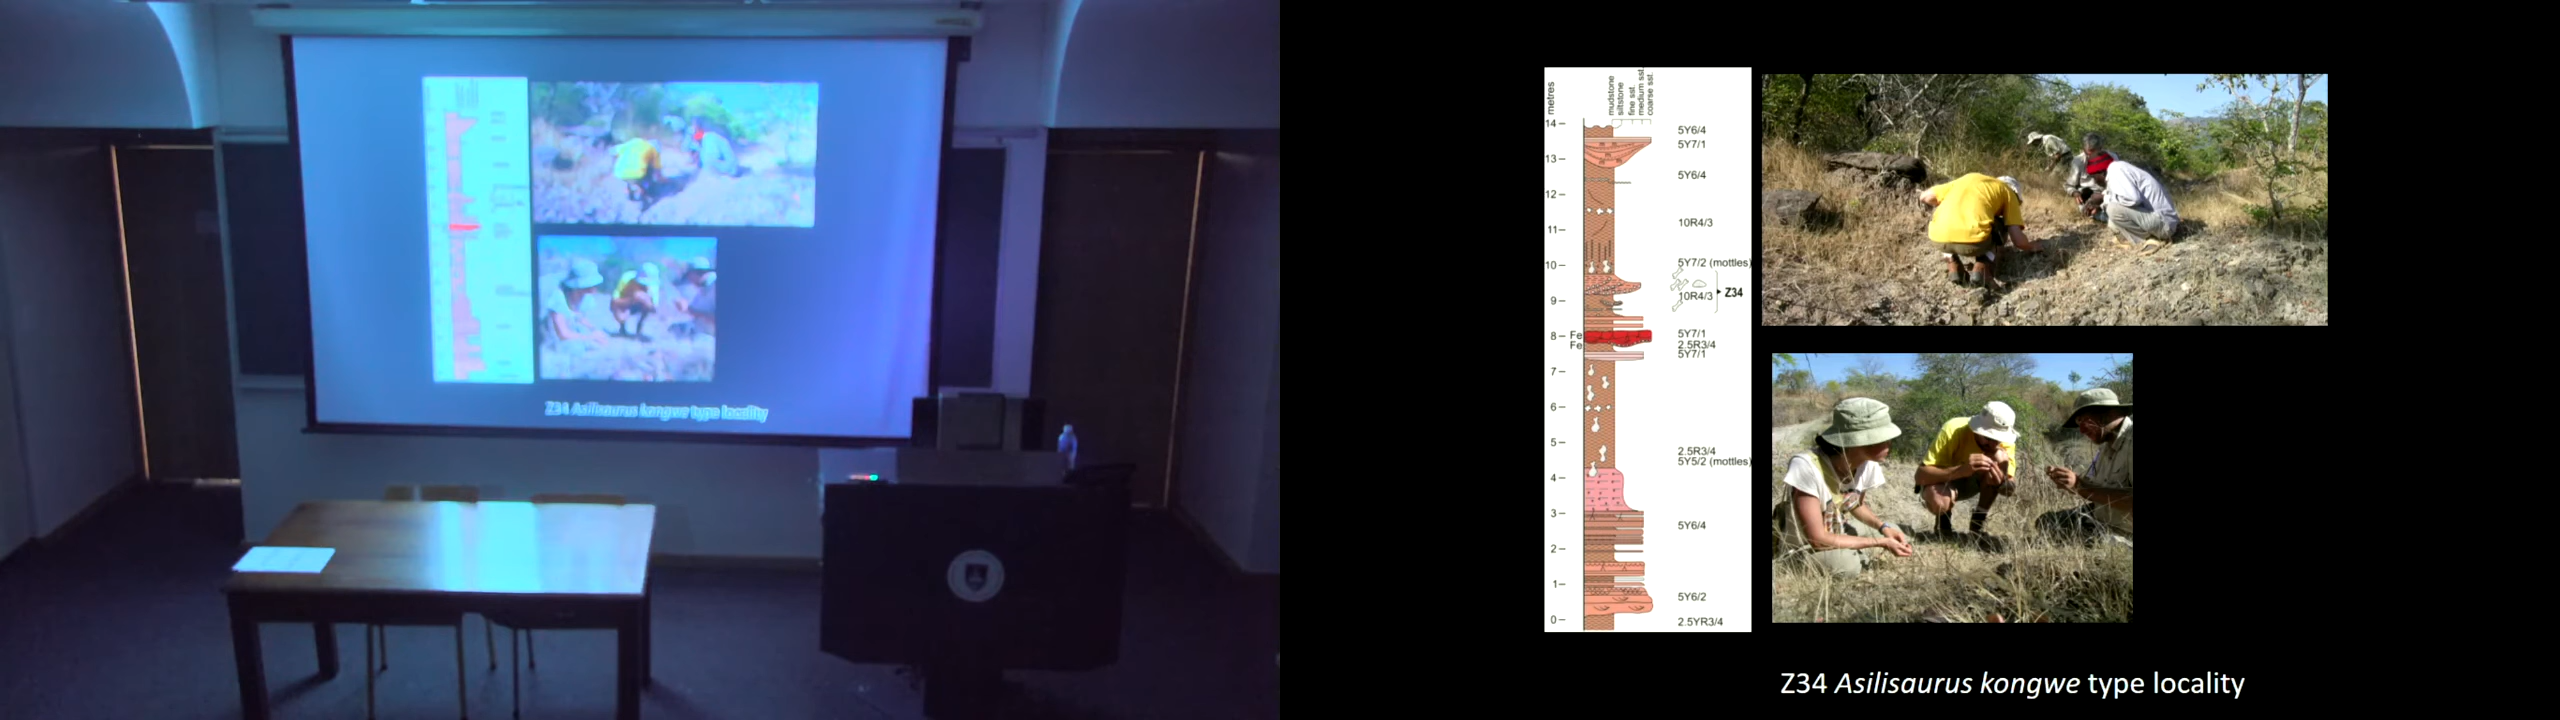 Z34 Asilisaurus kongwe type locality
metres
mudstone
siltstone
fine sst.
medium sst.
coarse sst.
14
5Y6/4
5Y7/1
13
5Y6/4
12
10R4/3
11
5Y7/2 (mottles)
10
10R4/3
Z34
9
8 Fe
5Y7/1
Fe
2.5R3/4
5Y7/1
7
6
5
2.5R3/4
5Y5/2 (mottles)
4
3
5Y6/4
2
1
5Y6/2
0
2.5YR3/4
Z34 Asilisaurus kongwe type locality